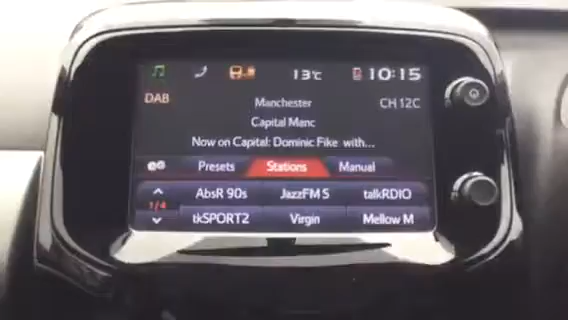 13°C 10:15
DAB Manchester CH 12C
Capital Manc
Now on Capital: Dominic Fike with...
Presets Stations Manual
1/4
AbsR 90s JazzFM S talkRDIO
tkSPORT2 Virgin Mellow M